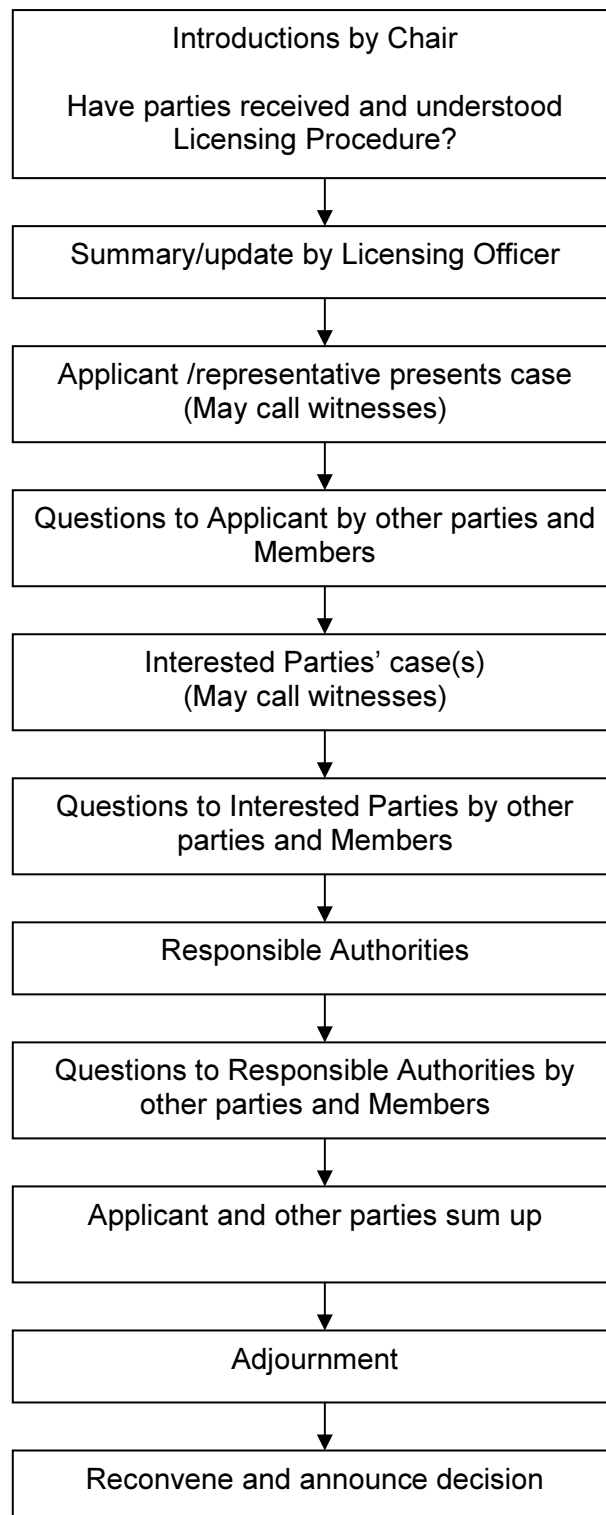 Introductions by Chair
Have parties received and understood
Licensing Procedure?
Summary/update by Licensing Officer
Applicant /representative presents case
(May call witnesses)
Questions to Applicant by other parties and
Members
Interested Parties’ case(s)
(May call witnesses)
Questions to Interested Parties by other
parties and Members
Responsible Authorities
Questions to Responsible Authorities by
other parties and Members
Applicant and other parties sum up
Adjournment
Reconvene and announce decision